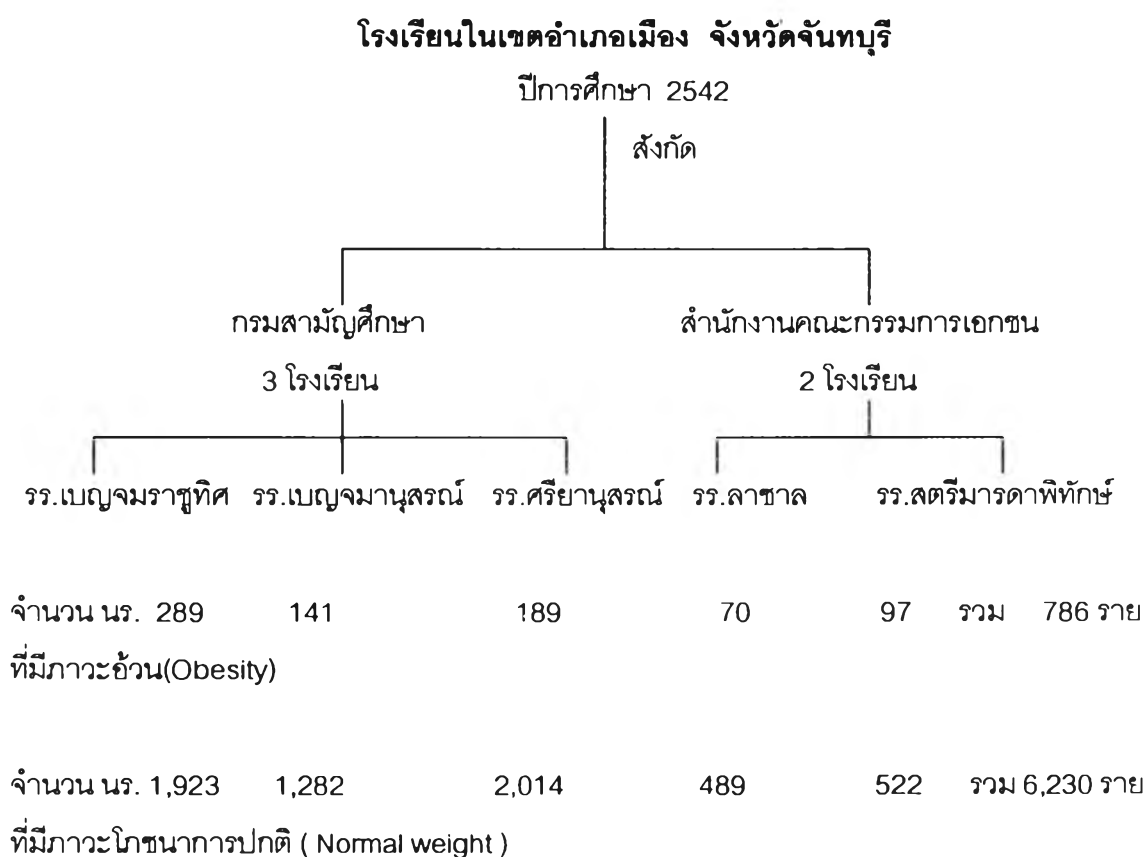 โรงเรียนในเขตอำเภอเมือง จังหวัดจันทบุรี
ปีการศึกษา 2542
สังกัด
กรมสามัญศึกษา สำนักงานคณะกรรมการเอกชน
3 โรงเรียน 2 โรงเรียน
รร.เบญจมราชูทิศ รร.เบญจมานุสรณ์ รร.ศรียานุสรณ์ รร.ลาซาล รร.สตรีมารดาพิทักษ์
จำนวน นร. 289 141 189 70 97 รวม 786 ราย
ที่มีภาวะอ้วน(Obesity)
จำนวน นร. 1,923 1,282 2,014 489 522 รวม 6,230 ราย
ที่มีภาวะโภชนาการปกติ ( Normal weight )